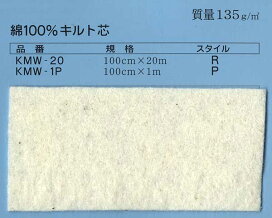 質量135g/㎡
綿100%キルト芯
品番 規格 スタイル
KMW-20 100cm×20m R
KMW-1P 100cm×1m P